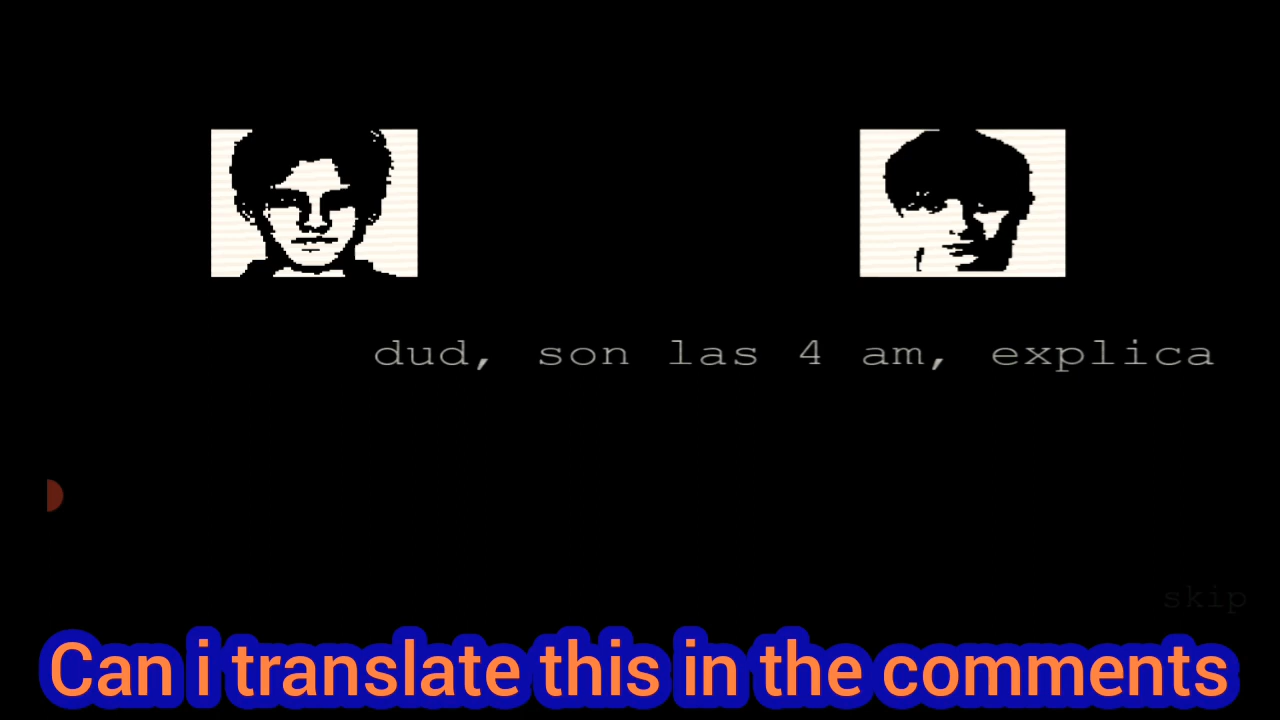 dud, son las 4 am, explica
skip
Can i translate this in the comments